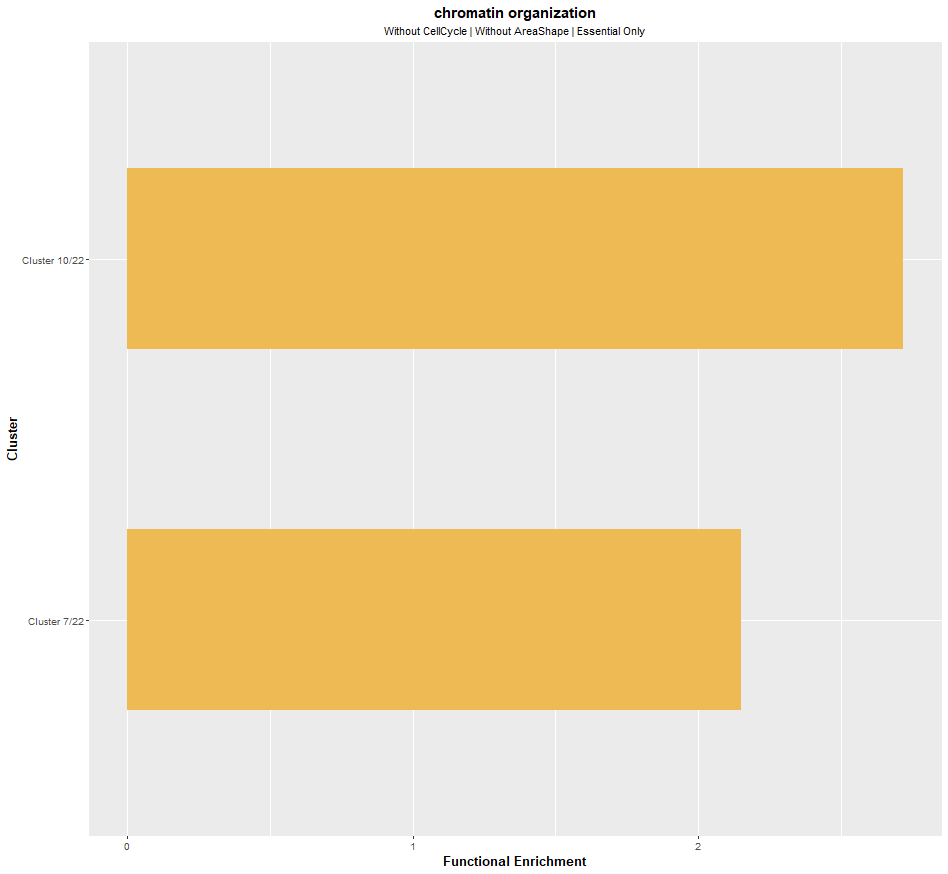 chromatin organization
Without CellCycle | Without AreaShape | Essential Only
Cluster
Cluster 10/22
Cluster 7/22
0
1
2
Functional Enrichment